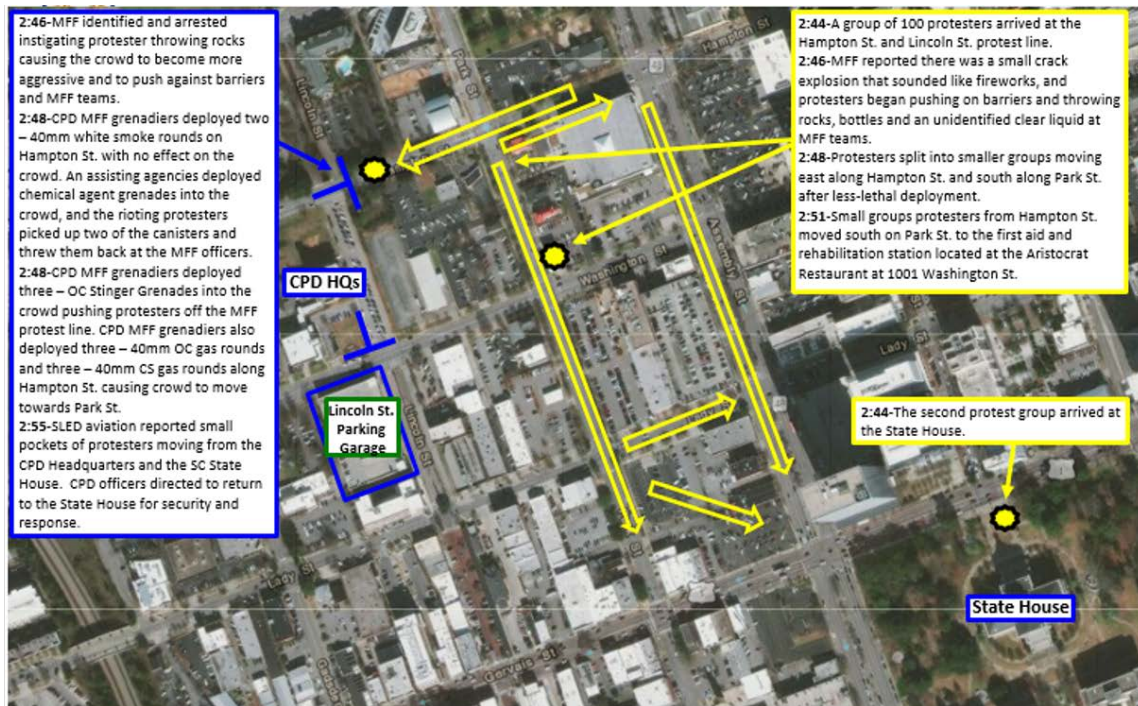 2:46-MFF identified and arrested
instigating protester throwing rocks
causing the crowd to become more
aggressive and to push against barriers
and MFF teams.
2:48-CPD MFF grenadiers deployed two
– 40mm white smoke rounds on
Hampton St. with no effect on the
crowd. An assisting agencies deployed
chemical agent grenades into the
crowd, and the rioting protesters
picked up two of the canisters and
threw them back at the MFF officers.
2:48-CPD MFF grenadiers deployed
three – OC Stinger Grenades into the
crowd pushing protesters off the MFF
protest line. CPD MFF grenadiers also
deployed three – 40mm OC gas rounds
and three – 40mm CS gas rounds along
Hampton St. causing crowd to move
towards Park St.
2:55-SLED aviation reported small
pockets of protesters moving from the
CPD Headquarters and the SC State
House.  CPD officers directed to return
to the State House for security and
response.
2:44-A group of 100 protesters arrived at the
Hampton St. and Lincoln St. protest line.
2:46-MFF reported there was a small crack
explosion that sounded like fireworks, and
protesters began pushing on barriers and throwing
rocks, bottles and an unidentified clear liquid at
MFF teams.
2:48-Protesters split into smaller groups moving
east along Hampton St. and south along Park St.
after less-lethal deployment.
2:51-Small groups protesters from Hampton St.
moved south on Park St. to the first aid and
rehabilitation station located at the Aristocrat
Restaurant at 1001 Washington St.
Lincoln St
Park St
Hampton St
CPD HQs
Washington St
Assembly St
Lady St
Lincoln St.
Parking
Garage
Lincoln St
2:44-The second protest group arrived at
the State House.
State House
Lady St
Gervais St